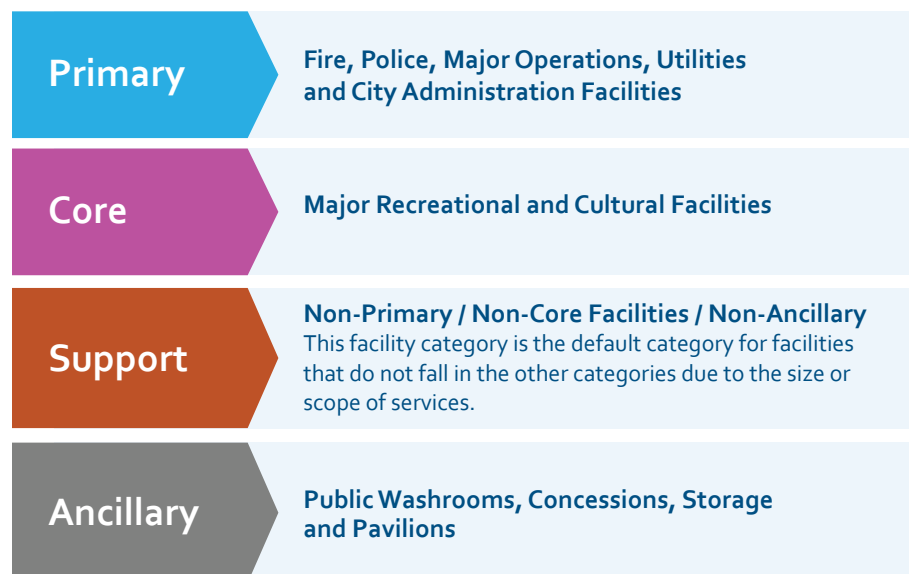 Primary
Fire, Police, Major Operations, Utilities
and City Administration Facilities
Core
Major Recreational and Cultural Facilities
Support
Non-Primary / Non-Core Facilities / Non-Ancillary
This facility category is the default category for facilities
that do not fall in the other categories due to the size or
scope of services.
Ancillary
Public Washrooms, Concessions, Storage
and Pavilions